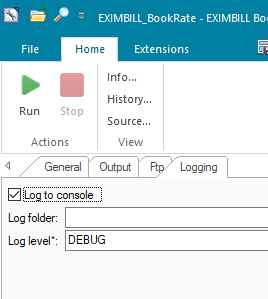 EXIMBILL_BookRate - EXIMBILL Boo
File Home Extensions
Run Stop
Info...
History...
Source...
Actions View
General Output Ftp Logging
Log to console
Log folder:
Log level*: DEBUG